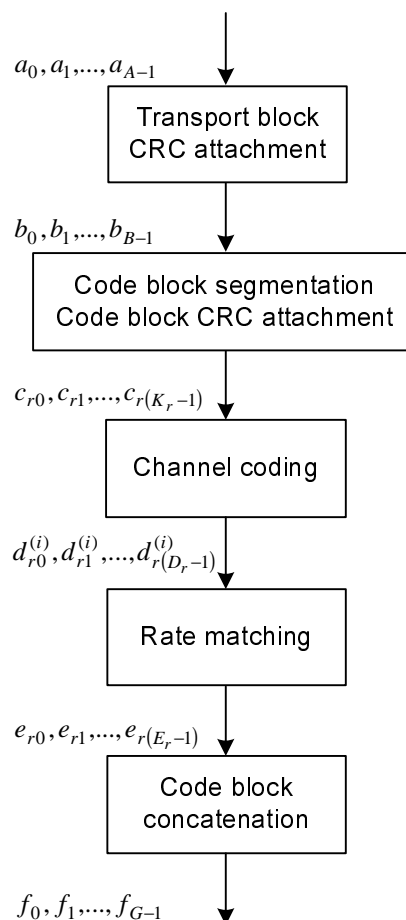 a_0, a_1,..., a_{A-1}
Transport block
CRC attachment
b_0, b_1,..., b_{B-1}
Code block segmentation
Code block CRC attachment
c_{r0}, c_{r1},..., c_{r(K_r-1)}
Channel coding
d_{r0}^{(i)}, d_{r1}^{(i)},..., d_{r(D_r-1)}^{(i)}
Rate matching
e_{r0}, e_{r1},..., e_{r(E_r-1)}
Code block
concatenation
f_0, f_1,..., f_{G-1}